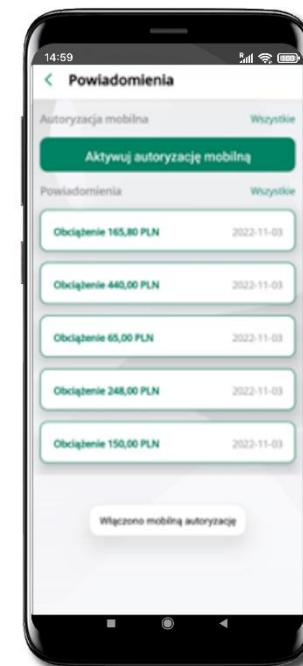 14:59
Powiadomienia
Autoryzacja mobilna Wszystkie
Aktywuj autoryzację mobilną
Powiadomienia Wszystkie
Obciążenie 165,80 PLN 2022-11-03
Obciążenie 440,00 PLN 2022-11-03
Obciążenie 65,00 PLN 2022-11-03
Obciążenie 248,00 PLN 2022-11-03
Obciążenie 150,00 PLN 2022-11-03
Włączono mobilną autoryzację